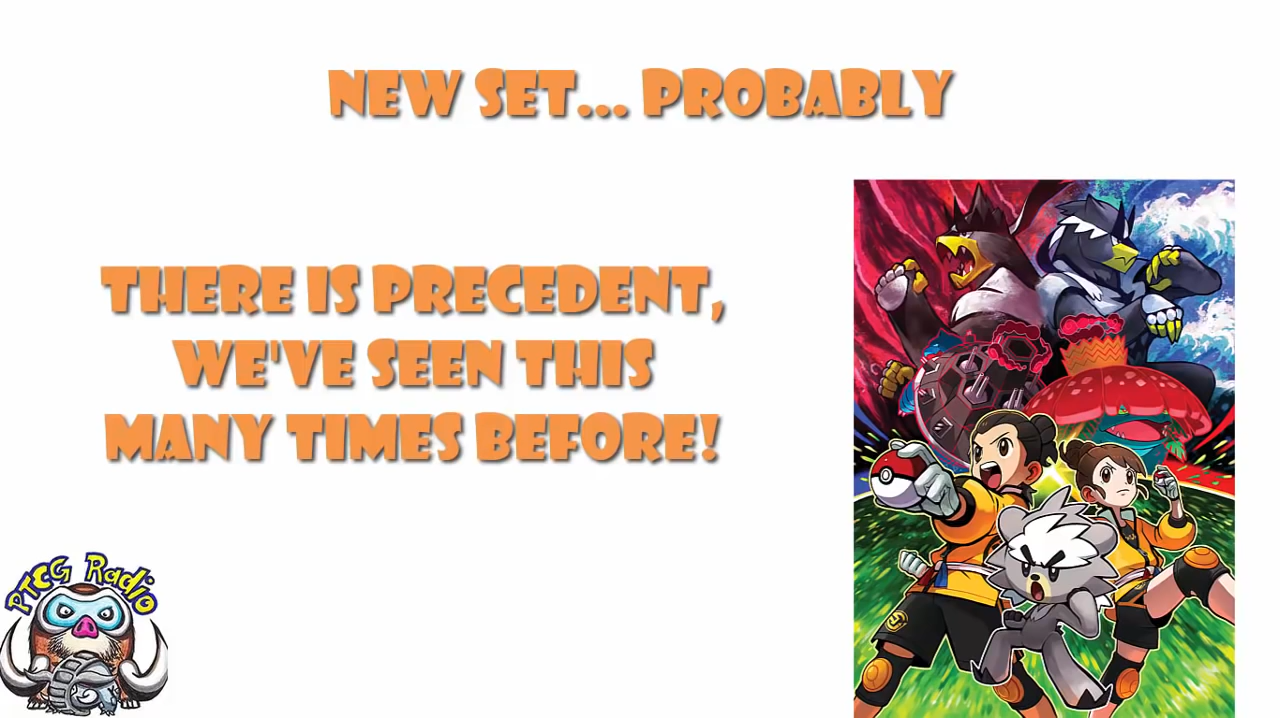 NEW SET... PROBABLY
THERE IS PRECEDENT,
WE'VE SEEN THIS
MANY TIMES BEFORE!
PTCG Radio